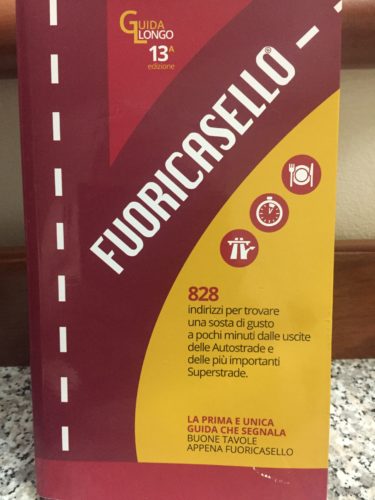 GUIDA
LONGO
13ᴬ
edizione
FUORICASELLO®
828
indirizzi per trovare
una sosta di gusto
a pochi minuti dalle uscite
delle Autostrade e
delle più importanti
Superstrade.
LA PRIMA E UNICA
GUIDA CHE SEGNALA
BUONE TAVOLE
APPENA FUORICASELLO